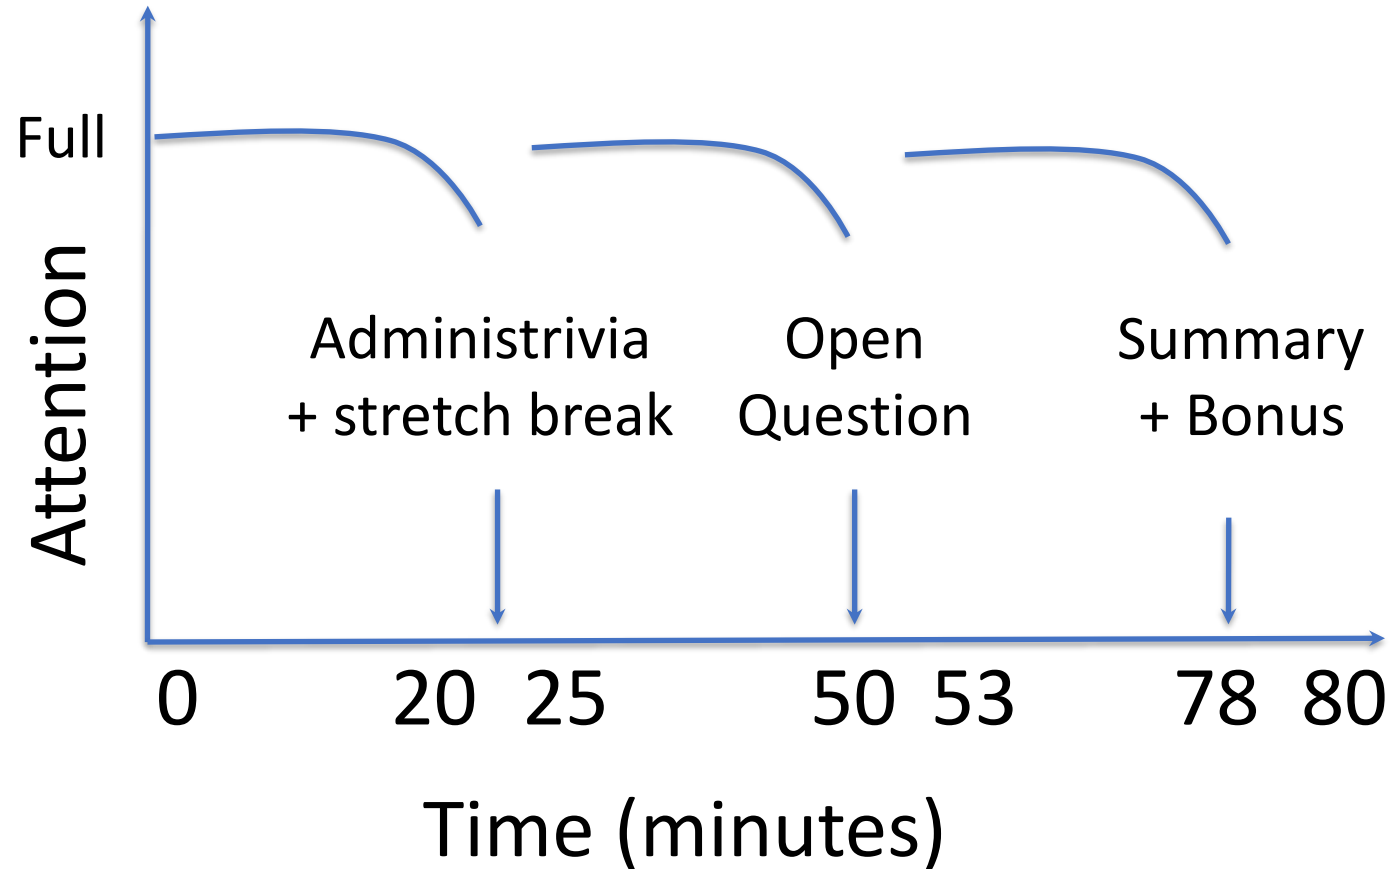 Full
Attention
Administrivia
+ stretch break
Open
Question
Summary
+ Bonus
0 20 25 50 53 78 80
Time (minutes)